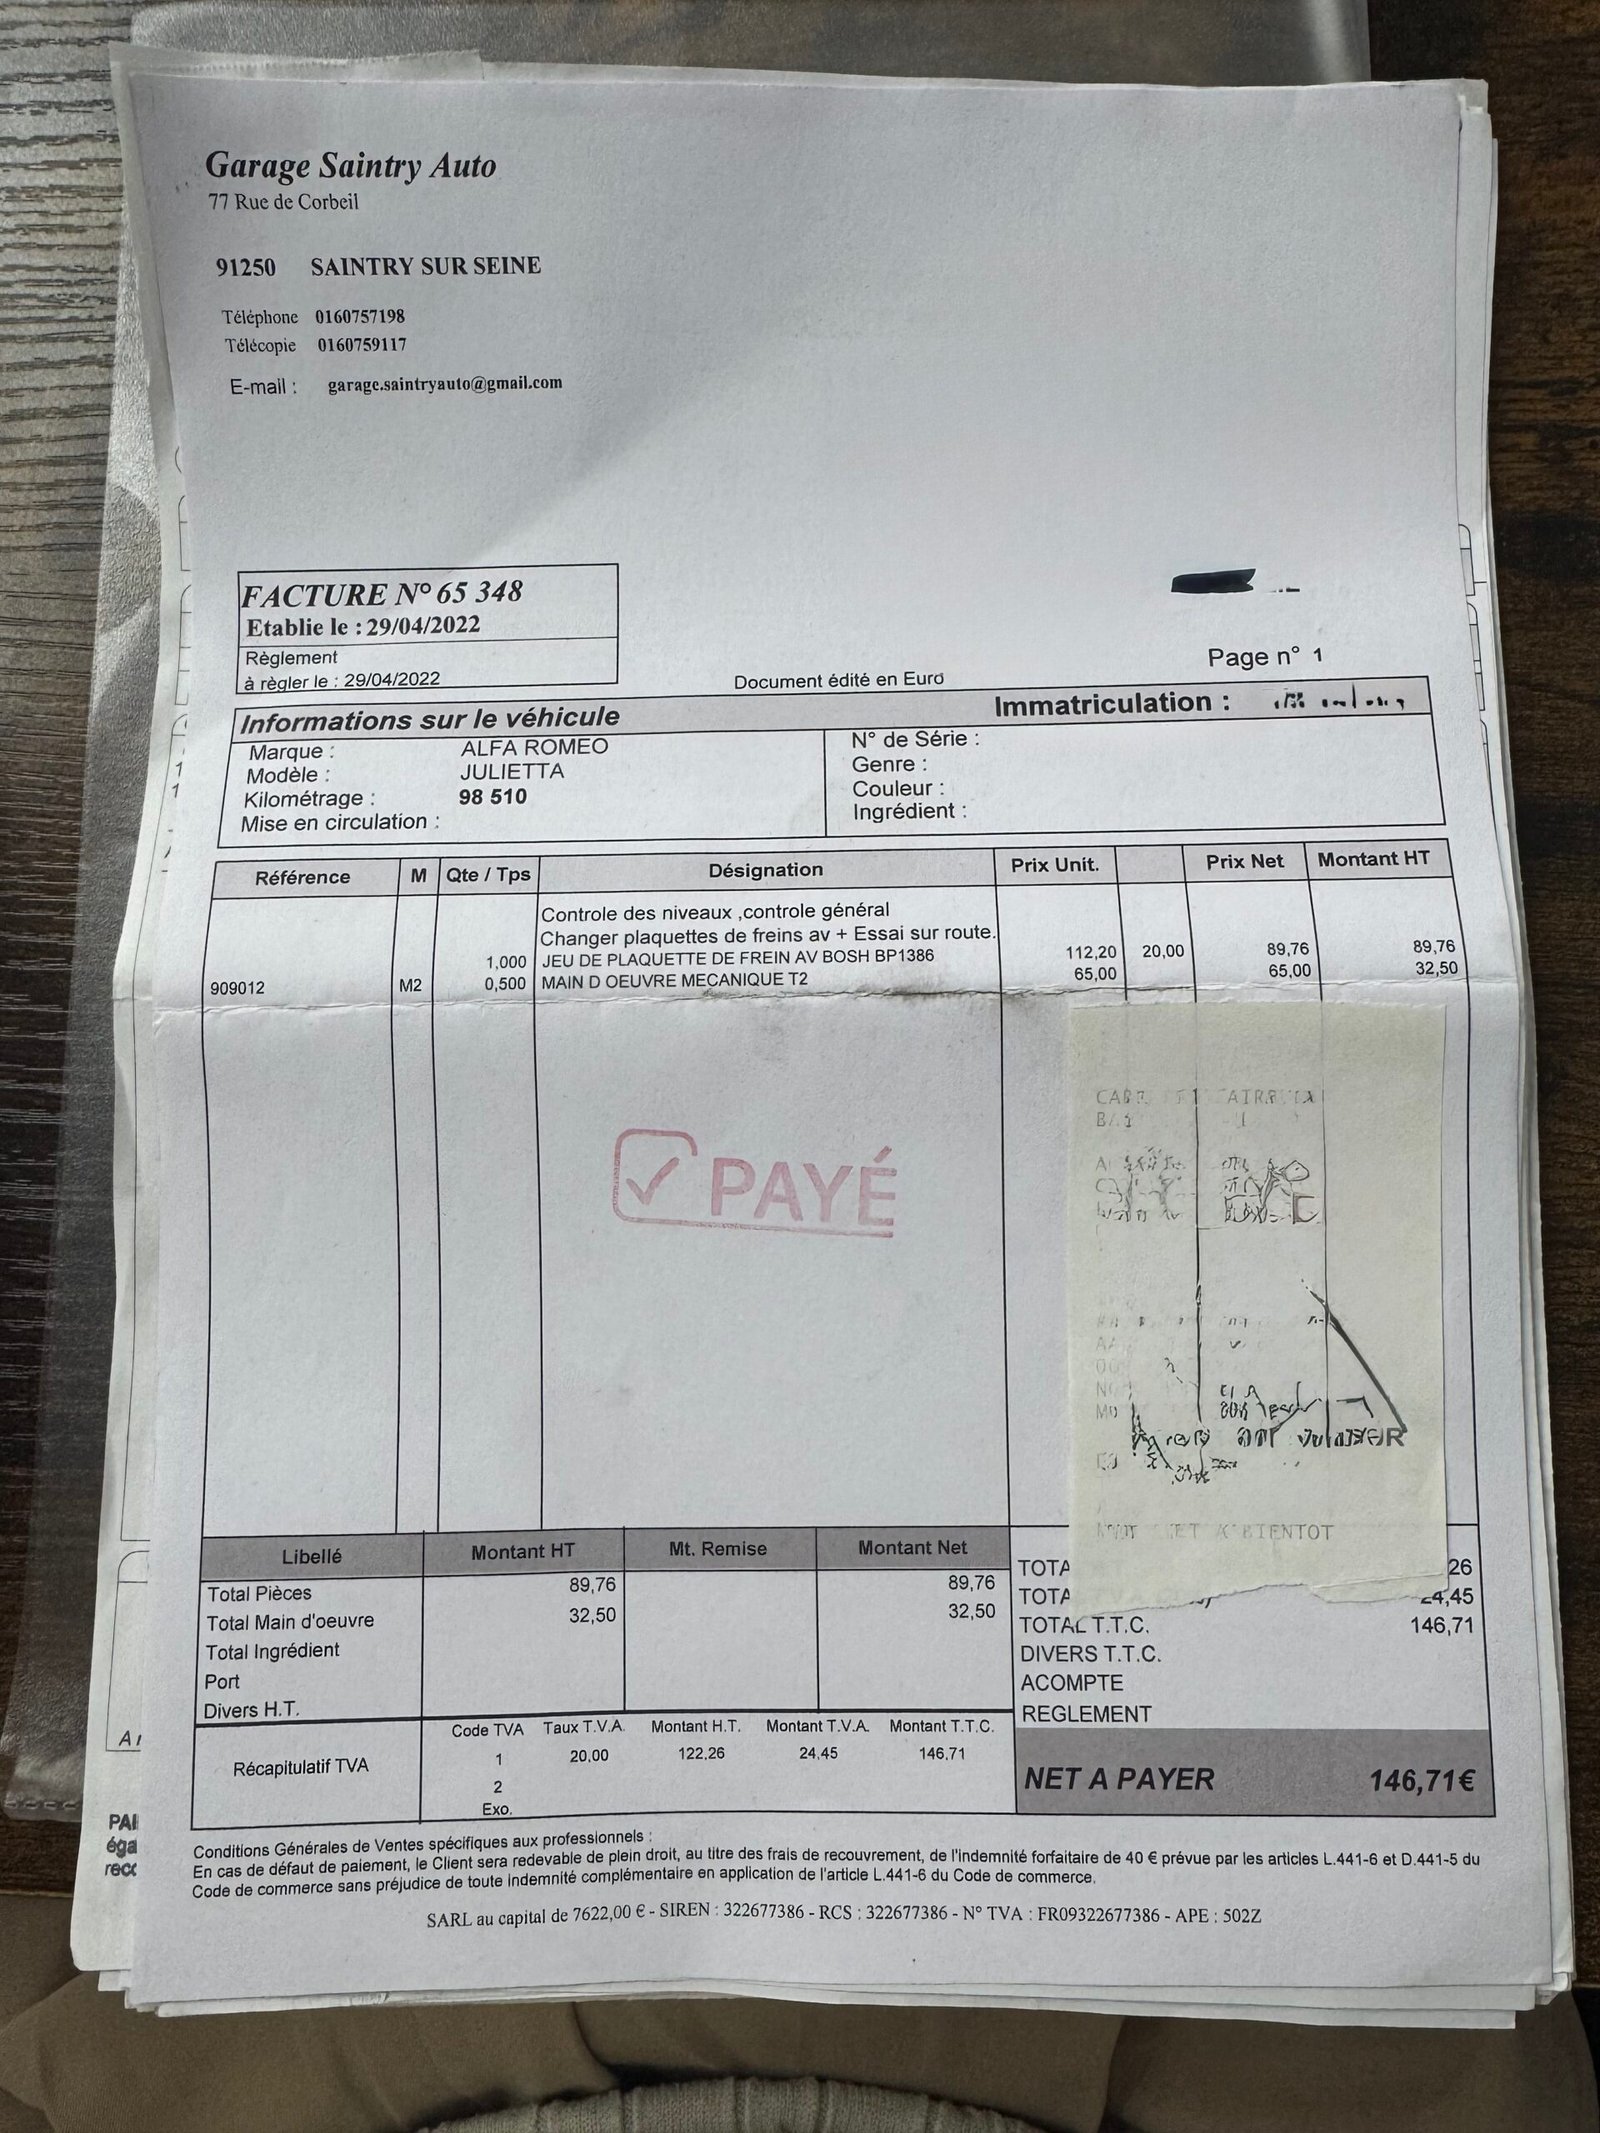 Garage Saintry Auto
77 Rue de Corbeil
91250 SAINTRY SUR SEINE
Téléphone 0160757198
Télécopie 0160759117
E-mail : garage.saintryauto@gmail.com
FACTURE N° 65 348
Etablie le : 29/04/2022
Règlement
à règler le : 29/04/2022
Document édité en Euro
Page n° 1
Informations sur le véhicule
Immatriculation :
Marque : ALFA ROMEO
Modèle : JULIETTA
Kilométrage : 98 510
Mise en circulation :
N° de Série :
Genre :
Couleur :
Ingrédient :
Référence M Qte / Tps Désignation Prix Unit. Prix Net Montant HT
Controle des niveaux ,controle général
Changer plaquettes de freins av + Essai sur route.
1,000 JEU DE PLAQUETTE DE FREIN AV BOSH BP1386 112,20 20,00 89,76 89,76
909012 M2 0,500 MAIN D OEUVRE MECANIQUE T2 65,00 65,00 32,50
PAYÉ
BIENTOT
Libellé Montant HT Mt. Remise Montant Net
Total Pièces 89,76 89,76
Total Main d'oeuvre 32,50 32,50
Total Ingrédient
Port
Divers H.T.
TOTA 26
TOTA 24,45
TOTAL T.T.C. 146,71
DIVERS T.T.C.
ACOMPTE
REGLEMENT
Récapitulatif TVA
Code TVA Taux T.V.A. Montant H.T. Montant T.V.A. Montant T.T.C.
1 20,00 122,26 24,45 146,71
2
Exo.
NET A PAYER 146,71€
Conditions Générales de Ventes spécifiques aux professionnels :
En cas de défaut de paiement, le Client sera redevable de plein droit, au titre des frais de recouvrement, de l'indemnité forfaitaire de 40 € prévue par les articles L.441-6 et D.441-5 du
Code de commerce sans préjudice de toute indemnité complémentaire en application de l'article L.441-6 du Code de commerce.
SARL au capital de 7622,00 € - SIREN : 322677386 - RCS : 322677386 - N° TVA : FR09322677386 - APE : 502Z
PAI
éga
reco